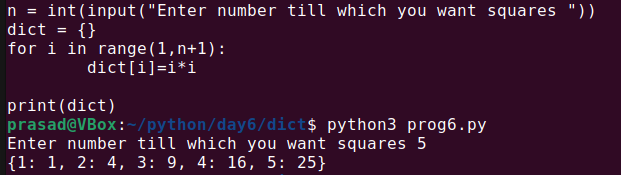 n = int(input("Enter number till which you want squares "))
dict = {}
for i in range(1,n+1):
        dict[i]=i*i

print(dict)
prasad@VBox:~/python/day6/dict$ python3 prog6.py
Enter number till which you want squares 5
{1: 1, 2: 4, 3: 9, 4: 16, 5: 25}